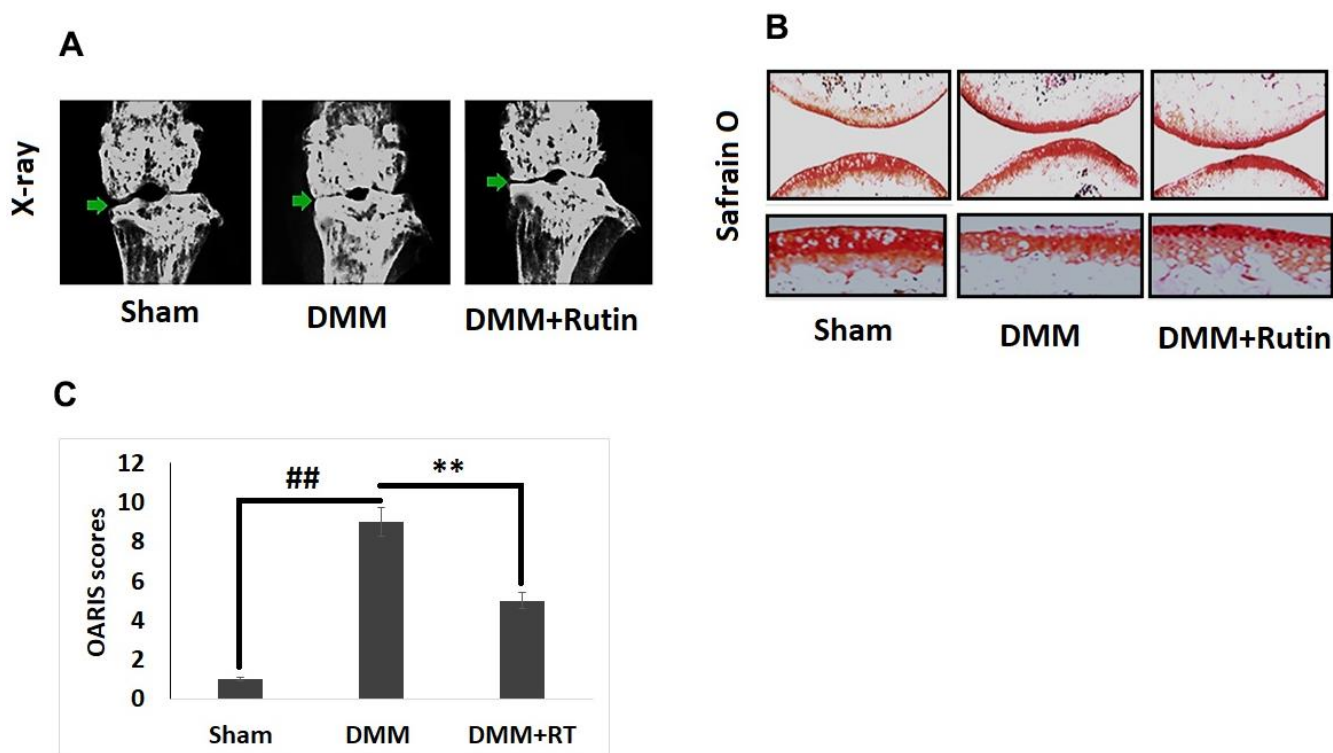 A
X-ray
Sham
DMM
DMM+Rutin
B
Safrain O
Sham
DMM
DMM+Rutin
C
OARIS scores
12
10
8
6
4
2
0
##
**
Sham
DMM
DMM+RT